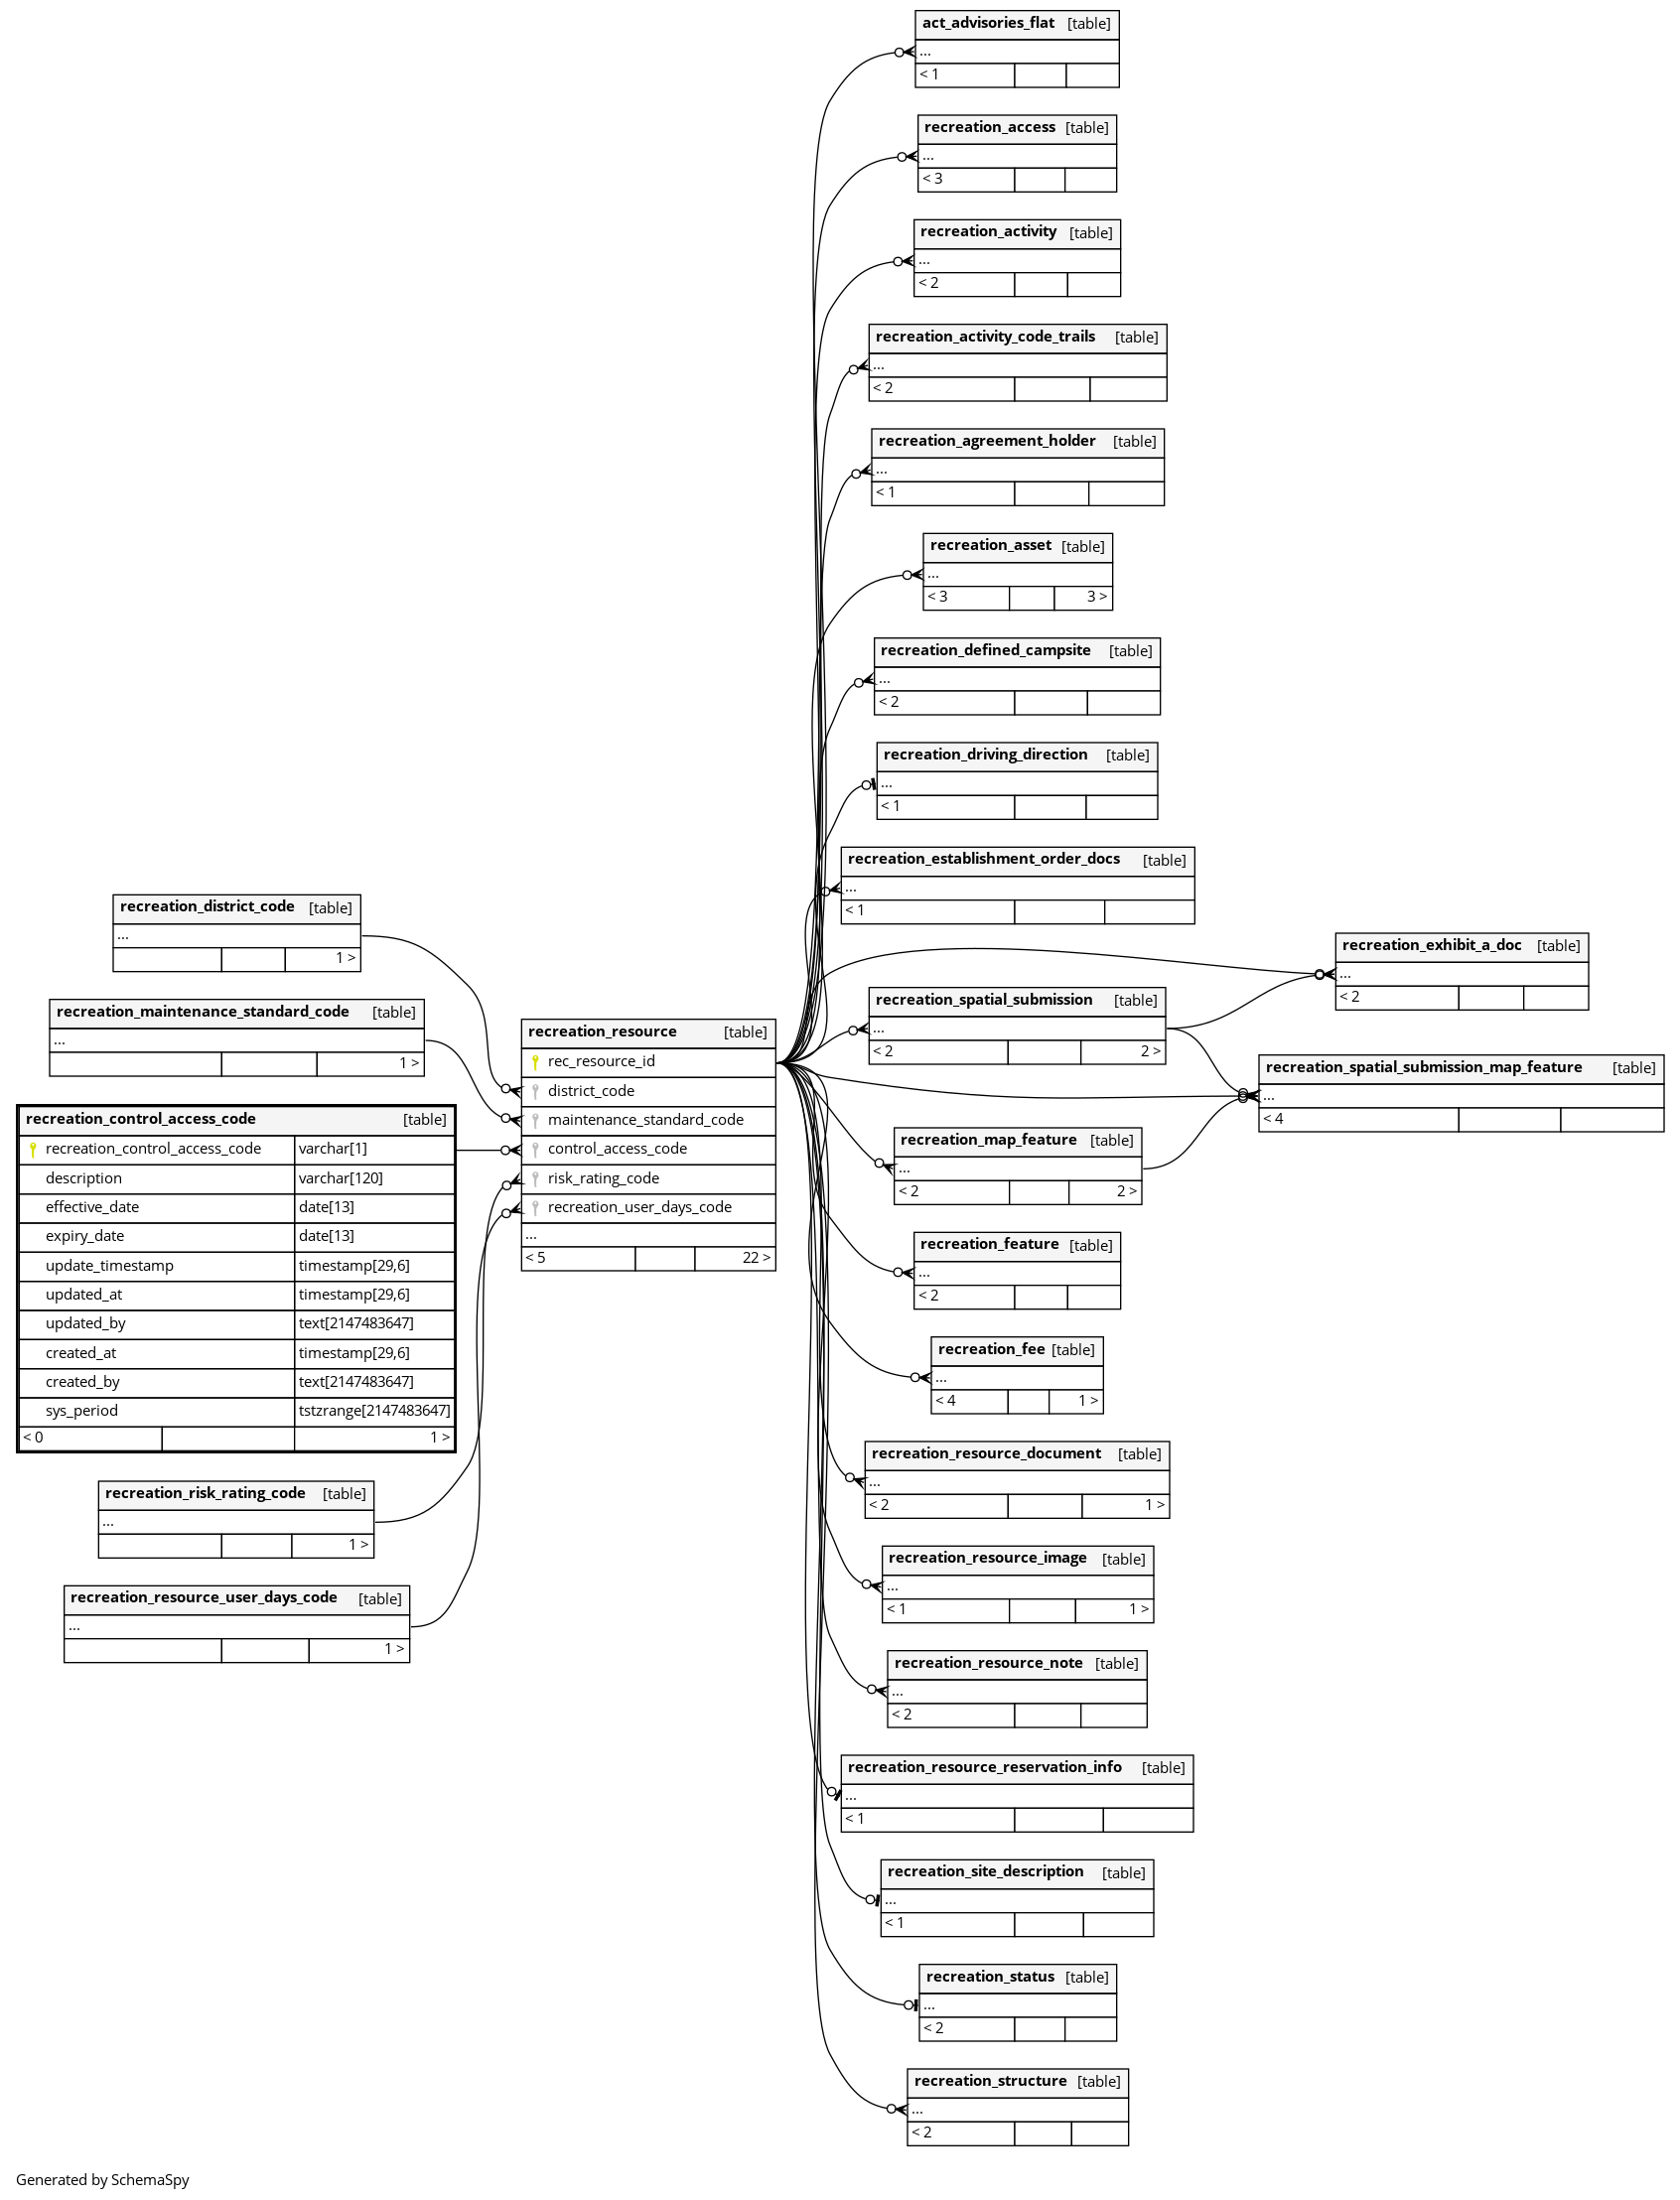 act_advisories_flat [table]
...
< 1
recreation_access [table]
...
< 3
recreation_activity [table]
...
< 2
recreation_activity_code_trails [table]
...
< 2
recreation_agreement_holder [table]
...
< 1
recreation_asset [table]
...
< 3 3 >
recreation_defined_campsite [table]
...
< 2
recreation_driving_direction [table]
...
< 1
recreation_establishment_order_docs [table]
...
< 1
recreation_district_code [table]
...
1 >
recreation_maintenance_standard_code [table]
...
1 >
recreation_control_access_code [table]
recreation_control_access_code varchar[1]
description varchar[120]
effective_date date[13]
expiry_date date[13]
update_timestamp timestamp[29,6]
updated_at timestamp[29,6]
updated_by text[2147483647]
created_at timestamp[29,6]
created_by text[2147483647]
sys_period tstzrange[2147483647]
< 0 1 >
recreation_risk_rating_code [table]
...
1 >
recreation_resource_user_days_code [table]
...
1 >
recreation_resource [table]
rec_resource_id
district_code
maintenance_standard_code
control_access_code
risk_rating_code
recreation_user_days_code
...
< 5 22 >
recreation_exhibit_a_doc [table]
...
< 2
recreation_spatial_submission [table]
...
< 2 2 >
recreation_spatial_submission_map_feature [table]
...
< 4
recreation_map_feature [table]
...
< 2 2 >
recreation_feature [table]
...
< 2
recreation_fee [table]
...
< 4 1 >
recreation_resource_document [table]
...
< 2 1 >
recreation_resource_image [table]
...
< 1 1 >
recreation_resource_note [table]
...
< 2
recreation_resource_reservation_info [table]
...
< 1
recreation_site_description [table]
...
< 1
recreation_status [table]
...
< 2
recreation_structure [table]
...
< 2
Generated by SchemaSpy